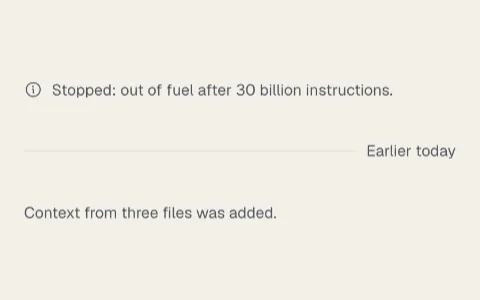 Stopped: out of fuel after 30 billion instructions.
Earlier today
Context from three files was added.